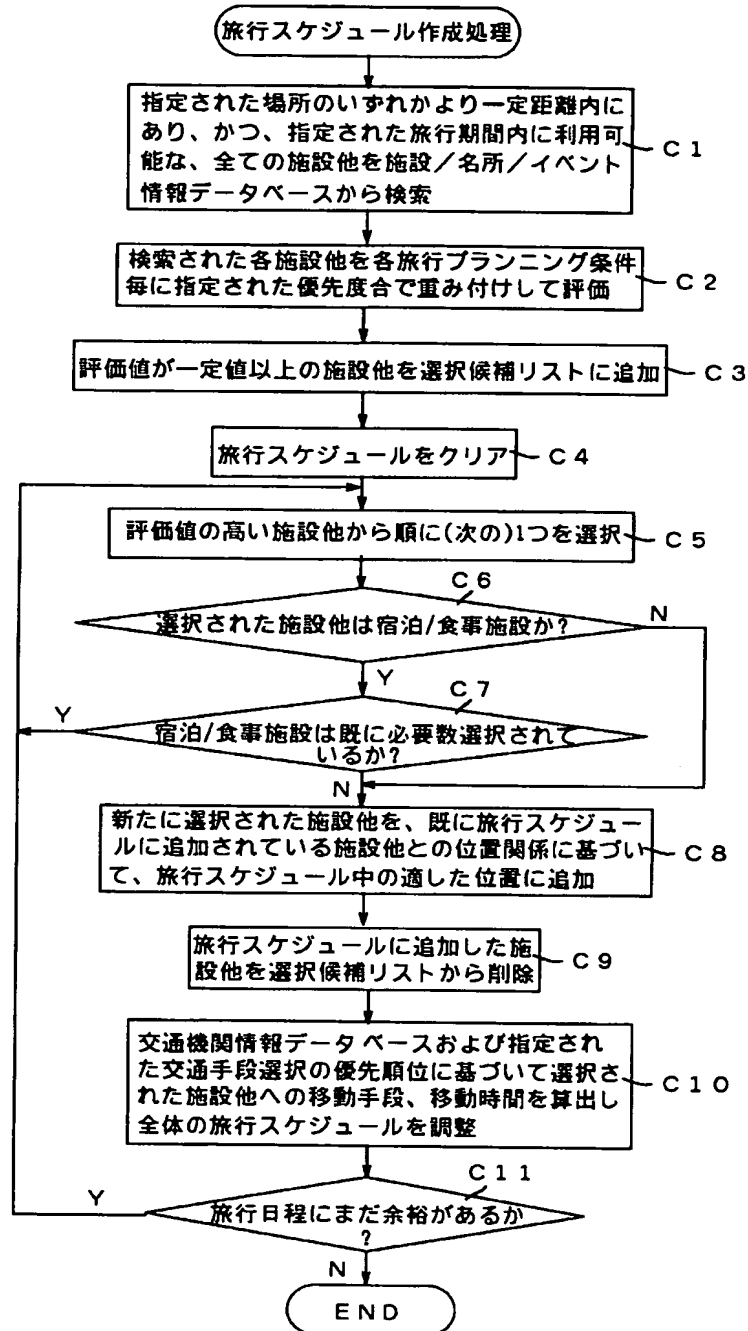 旅行スケジュール作成処理
指定された場所のいずれかより一定距離内に
あり、かつ、指定された旅行期間内に利用可
能な、全ての施設他を施設／名所／イベント
情報データベースから検索
C1
検索された各施設他を各旅行プランニング条件
毎に指定された優先度合で重み付けして評価
C2
評価値が一定値以上の施設他を選択候補リストに追加
C3
旅行スケジュールをクリア
C4
評価値の高い施設他から順に(次の)1つを選択
C5
C6
選択された施設他は宿泊/食事施設か?
N
Y
C7
Y
宿泊/食事施設は既に必要数選択されて
いるか?
N
新たに選択された施設他を、既に旅行スケジュー
ルに追加されている施設他との位置関係に基づい
て、旅行スケジュール中の適した位置に追加
C8
旅行スケジュールに追加した施
設他を選択候補リストから削除
C9
交通機関情報データベースおよび指定され
た交通手段選択の優先順位に基づいて選択さ
れた施設他への移動手段、移動時間を算出し
全体の旅行スケジュールを調整
C10
C11
Y
旅行日程にまだ余裕があるか
?
N
END